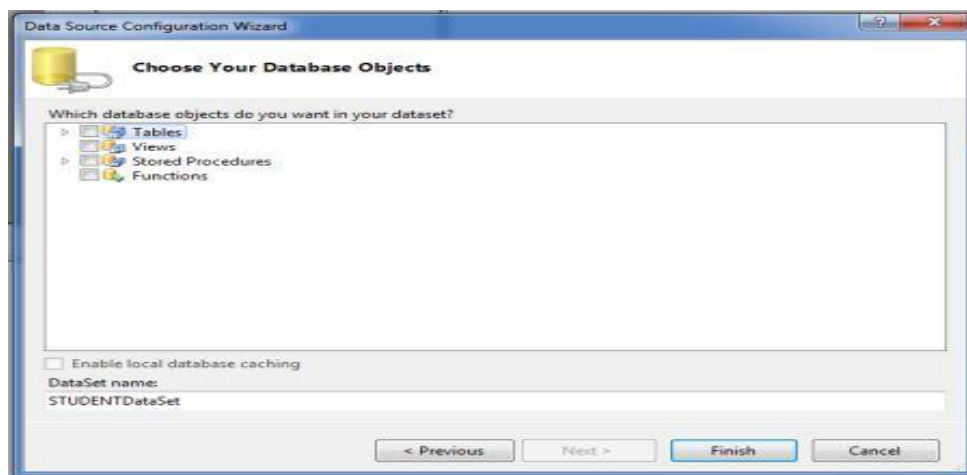 Data Source Configuration Wizard
Choose Your Database Objects
Which database objects do you want in your dataset?
Tables
Views
Stored Procedures
Functions
Enable local database caching
DataSet name:
STUDENTDataSet
< Previous
Next >
Finish
Cancel